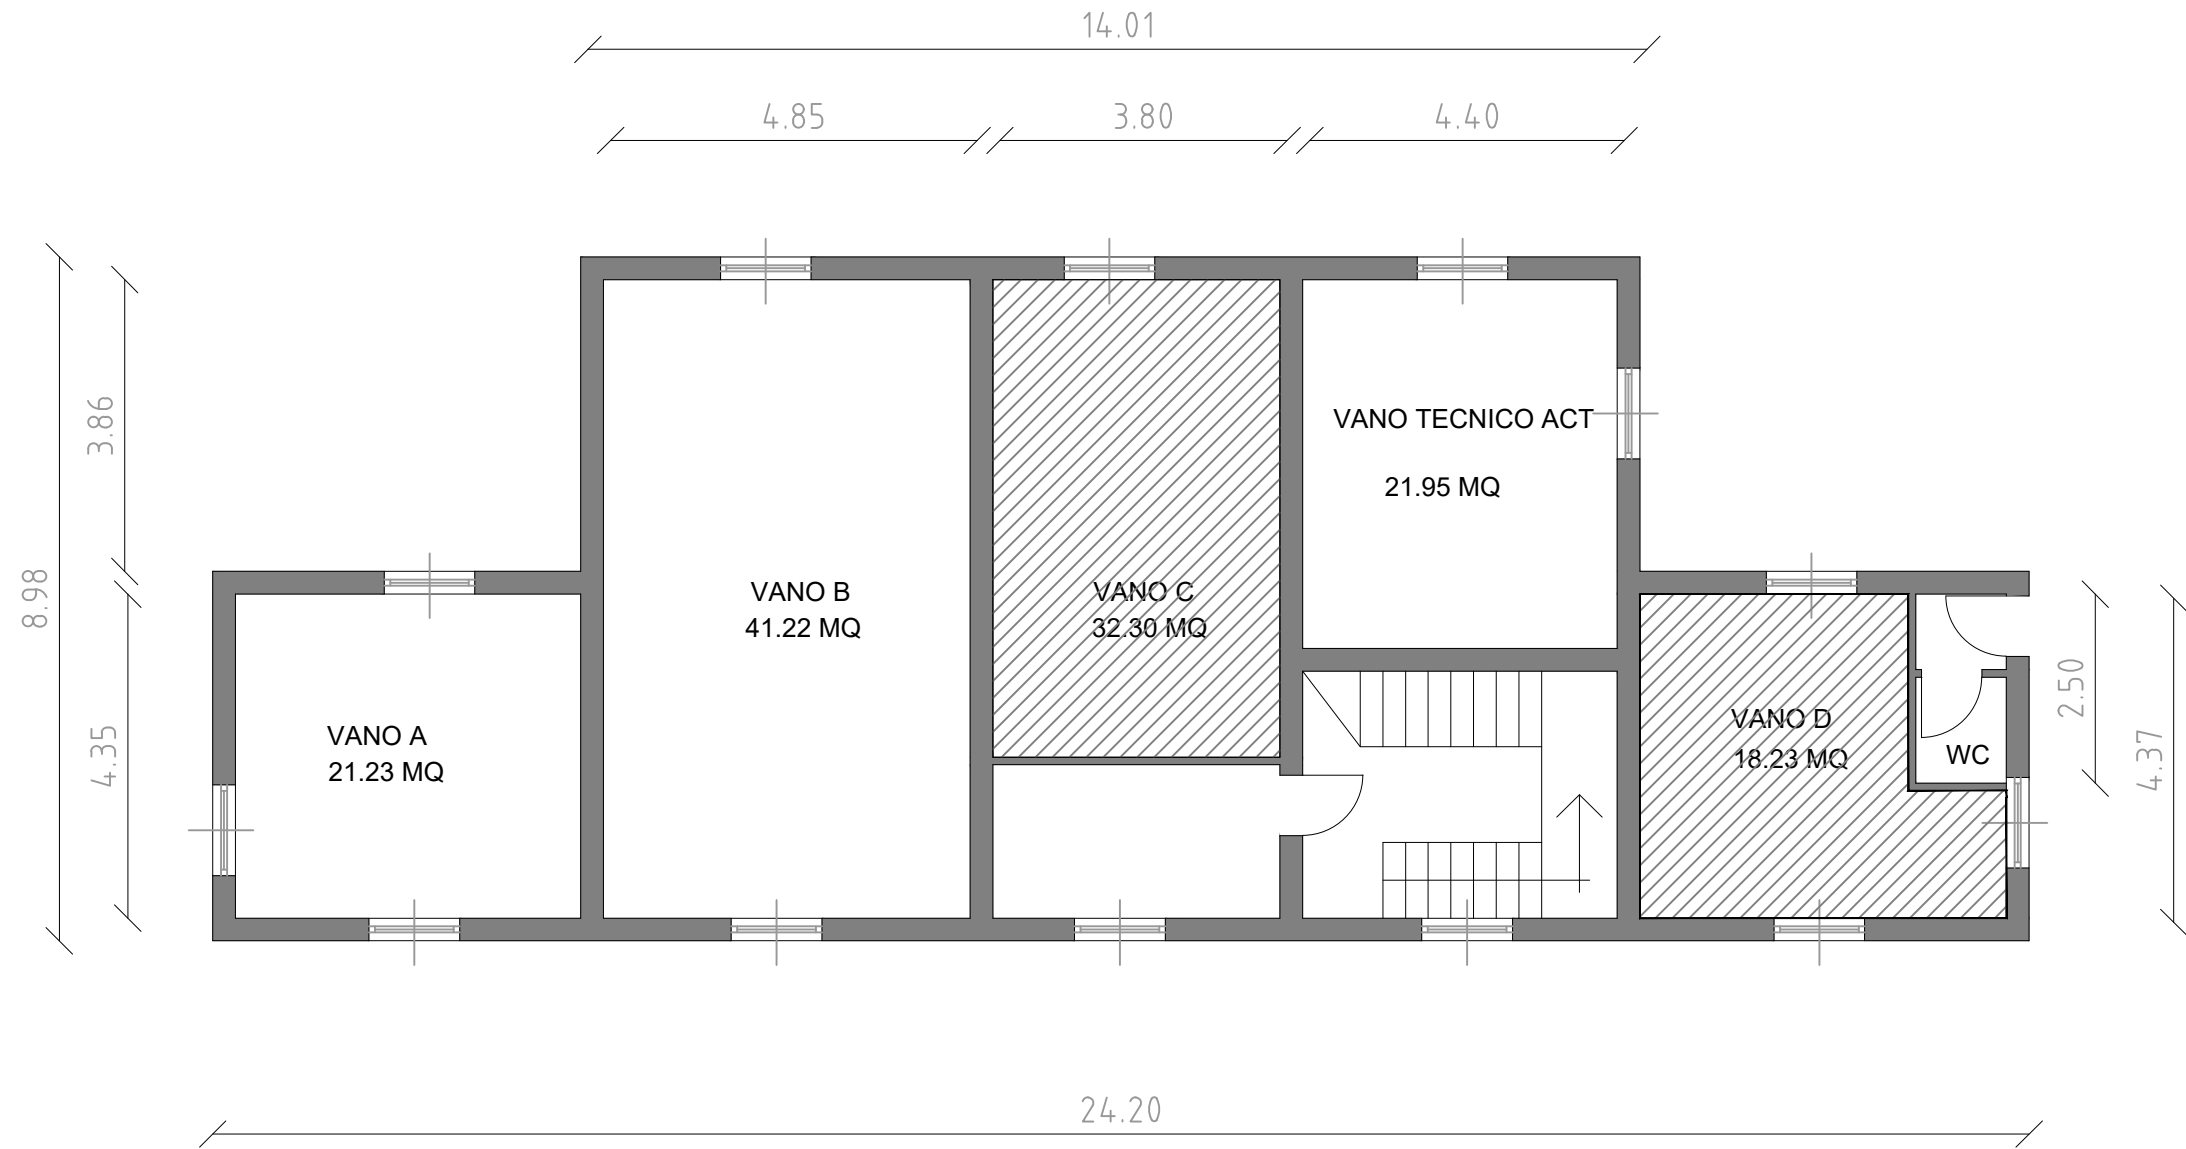 14.01
4.85
3.80
4.40
8.98
3.86
4.35
VANO TECNICO ACT
21.95 MQ
VANO B
41.22 MQ
VANO C
32.30 MQ
VANO A
21.23 MQ
VANO D
18.23 MQ
WC
2.50
4.37
24.20